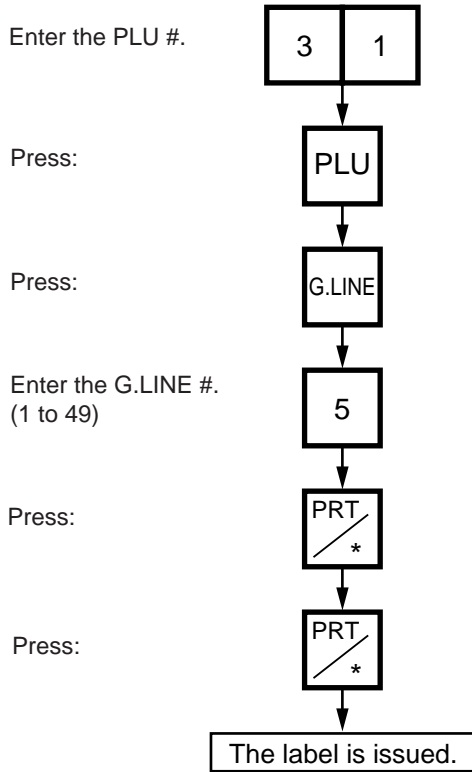 Enter the PLU #.
3 1
Press:
PLU
Press:
G.LINE
Enter the G.LINE #.
(1 to 49)
5
Press:
PRT
*
Press:
PRT
*
The label is issued.